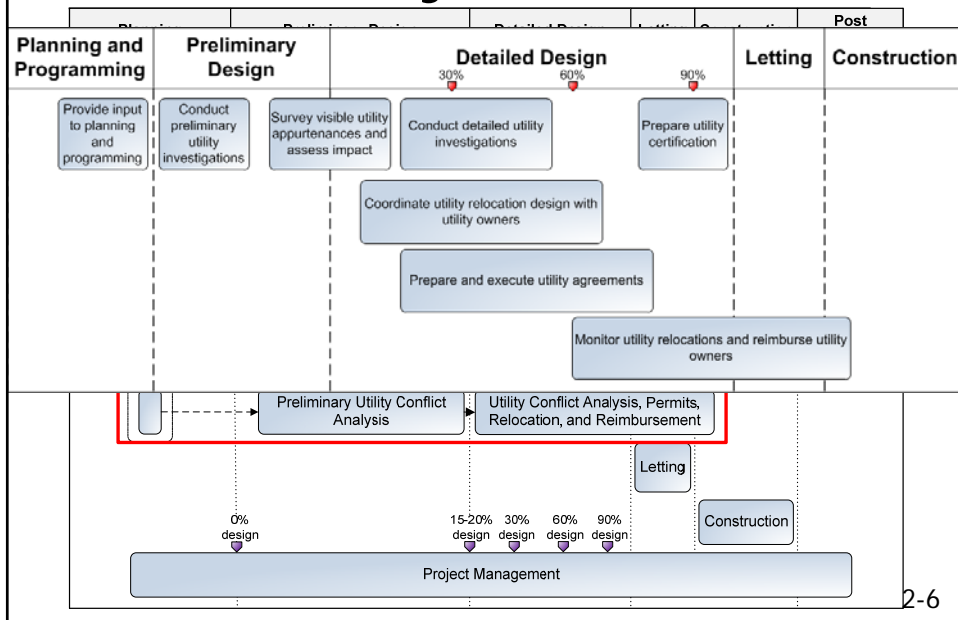 Post
Planning and
Programming
Preliminary
Design
Detailed Design
Letting
Construction
30%
60%
90%
Provide input
to planning
and
programming
Conduct
preliminary
utility
investigations
Survey visible utility
appurtenances and
assess impact
Conduct detailed utility
investigations
Prepare utility
certification
Coordinate utility relocation design with
utility owners
Prepare and execute utility agreements
Monitor utility relocations and reimburse utility
owners
Preliminary Utility Conflict
Analysis
Utility Conflict Analysis, Permits,
Relocation, and Reimbursement
Letting
Construction
0%
design
15-20%
design
30%
design
60%
design
90%
design
Project Management
2-6